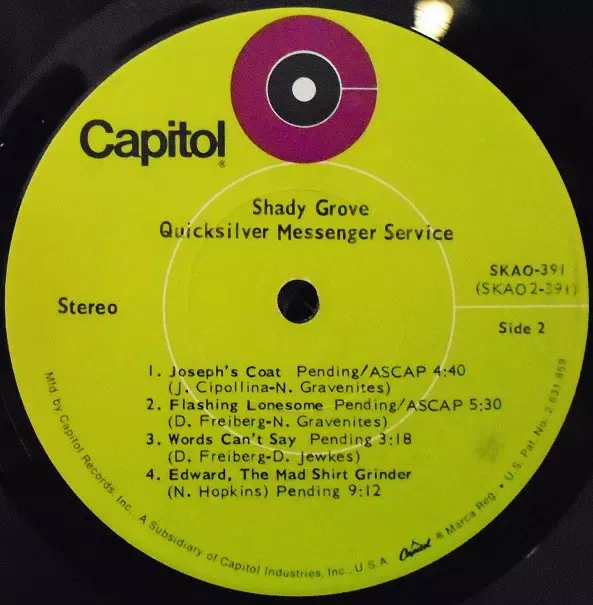 Capitol®
Shady Grove
Quicksilver Messenger Service
SKAO-391
(SKAO2-391)
Stereo
Side 2
1. Joseph's Coat Pending/ASCAP 4:40
(J. Cipollina-N. Gravenites)
2. Flashing Lonesome Pending/ASCAP 5:30
(D. Freiberg-N. Gravenites)
3. Words Can't Say Pending 3:18
(D. Freiberg-D. Jewkes)
4. Edward, The Mad Shirt Grinder
(N. Hopkins) Pending 9:12
Mfd. by Capitol Records, Inc. A Subsidiary of Capitol Industries, Inc., U.S.A. Capitol ® Marca Reg. • U.S. Pat. No. 2,631,859